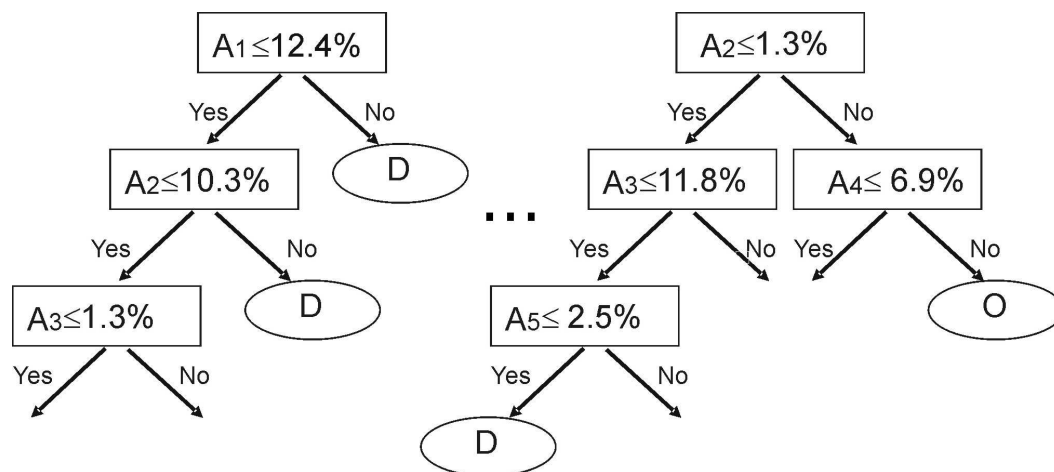 A1≤12.4%
A2≤1.3%
Yes
No
Yes
No
A2≤10.3%
D
...
A3≤11.8%
A4≤ 6.9%
Yes
No
Yes
No
Yes
No
A3≤1.3%
D
A5≤ 2.5%
O
Yes
No
Yes
No
D